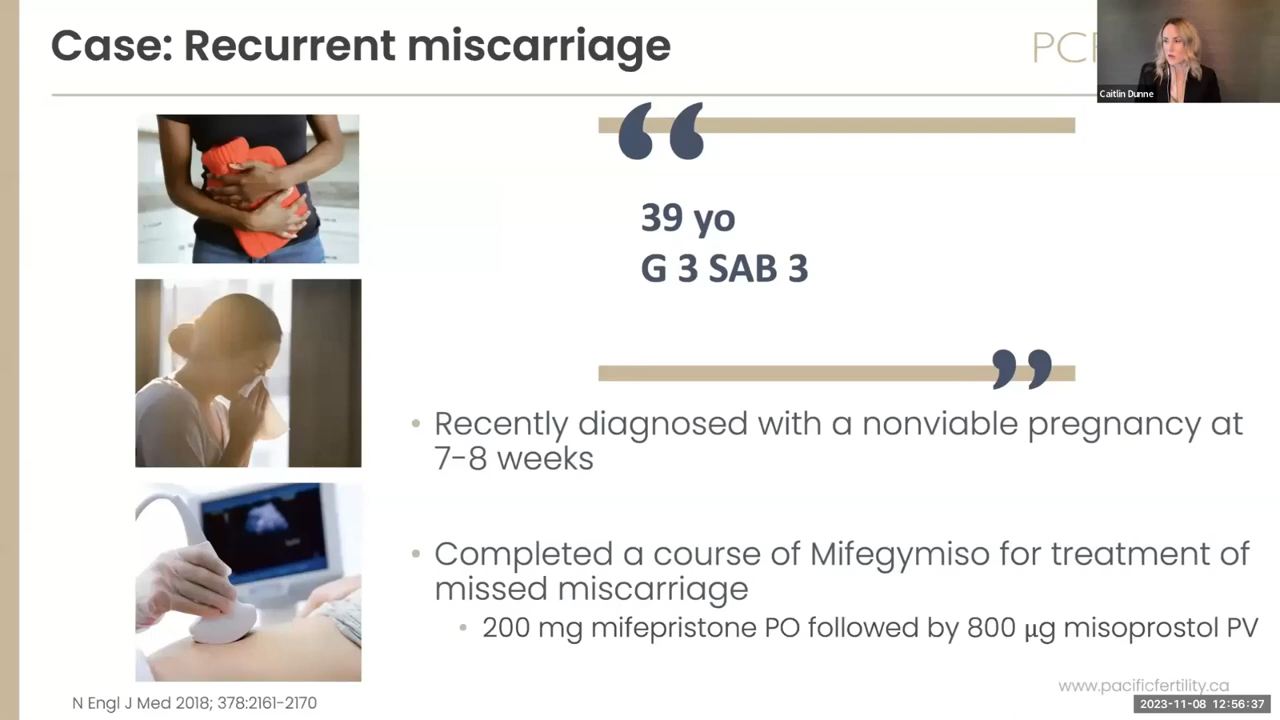 Case: Recurrent miscarriage
Caitlin Dunne
39 yo
G 3 SAB 3
• Recently diagnosed with a nonviable pregnancy at
7-8 weeks
• Completed a course of Mifegymiso for treatment of
missed miscarriage
• 200 mg mifepristone PO followed by 800 μg misoprostol PV
www.pacificfertility.ca
N Engl J Med 2018; 378:2161-2170
2023-11-08 12:56:37